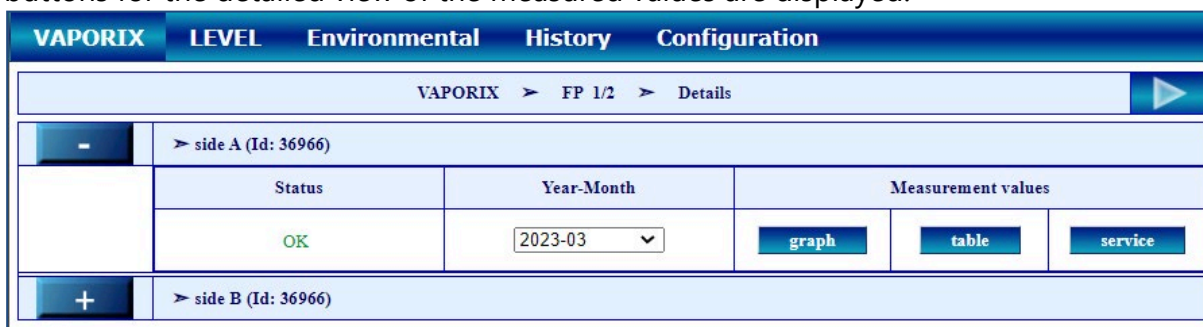 buttons for the detailed view of the measured values are displayed.
VAPORIX LEVEL Environmental History Configuration
VAPORIX ➢ FP 1/2 ➢ Details
- ➢ side A (Id: 36966)
Status Year-Month Measurement values
OK 2023-03 graph table service
+ ➢ side B (Id: 36966)